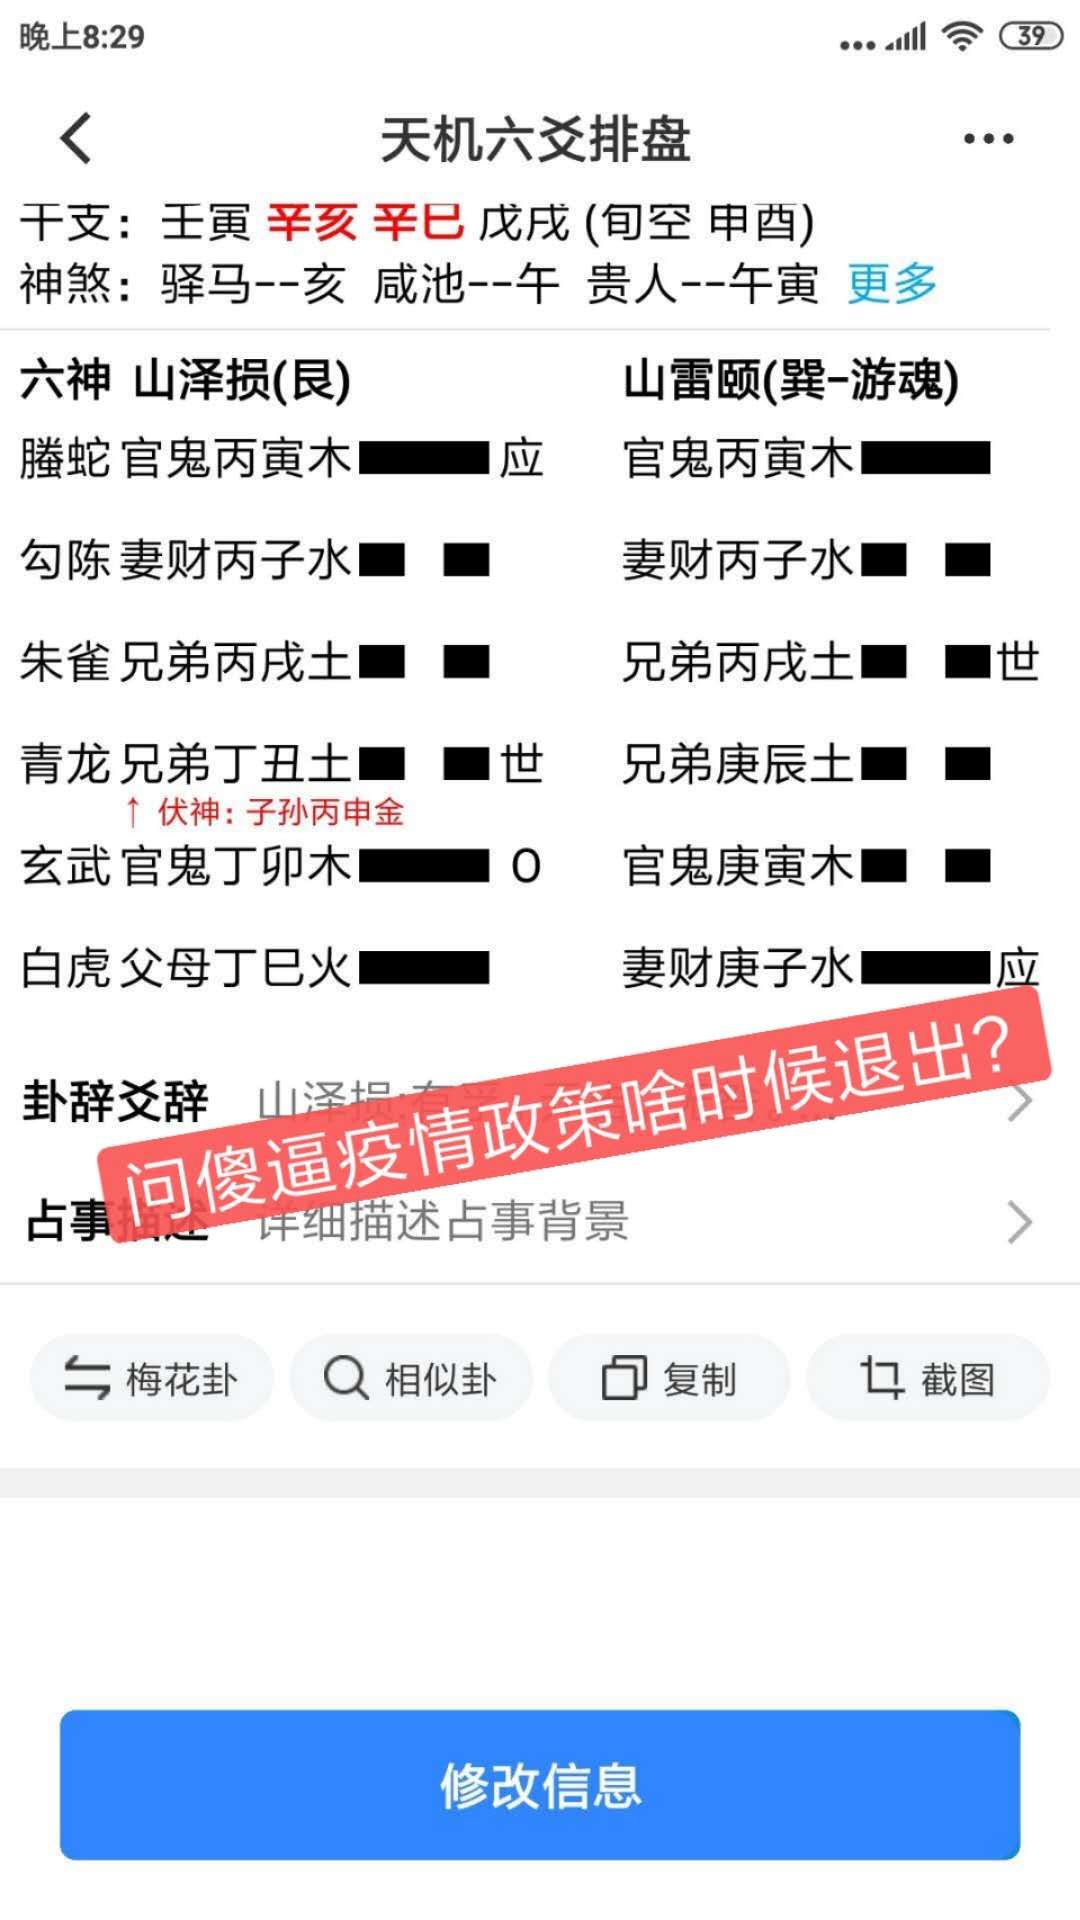 晚上8:29
39
天机六爻排盘
干支：壬寅 辛亥 辛巳 戊戌 (旬空 申酉)
神煞：驿马--亥 咸池--午 贵人--午寅 更多
六神 山泽损(艮) 山雷颐(巽-游魂)
螣蛇 官鬼丙寅木 应 官鬼丙寅木
勾陈 妻财丙子水 妻财丙子水
朱雀 兄弟丙戌土 兄弟丙戌土 世
青龙 兄弟丁丑土 世 兄弟庚辰土
↑ 伏神：子孙丙申金
玄武 官鬼丁卯木 O 官鬼庚寅木
白虎 父母丁巳火 妻财庚子水 应
问傻逼疫情政策啥时候退出？
卦辞爻辞 山泽损:有孚
占事描述 详细描述占事背景
梅花卦 相似卦 复制 截图
修改信息